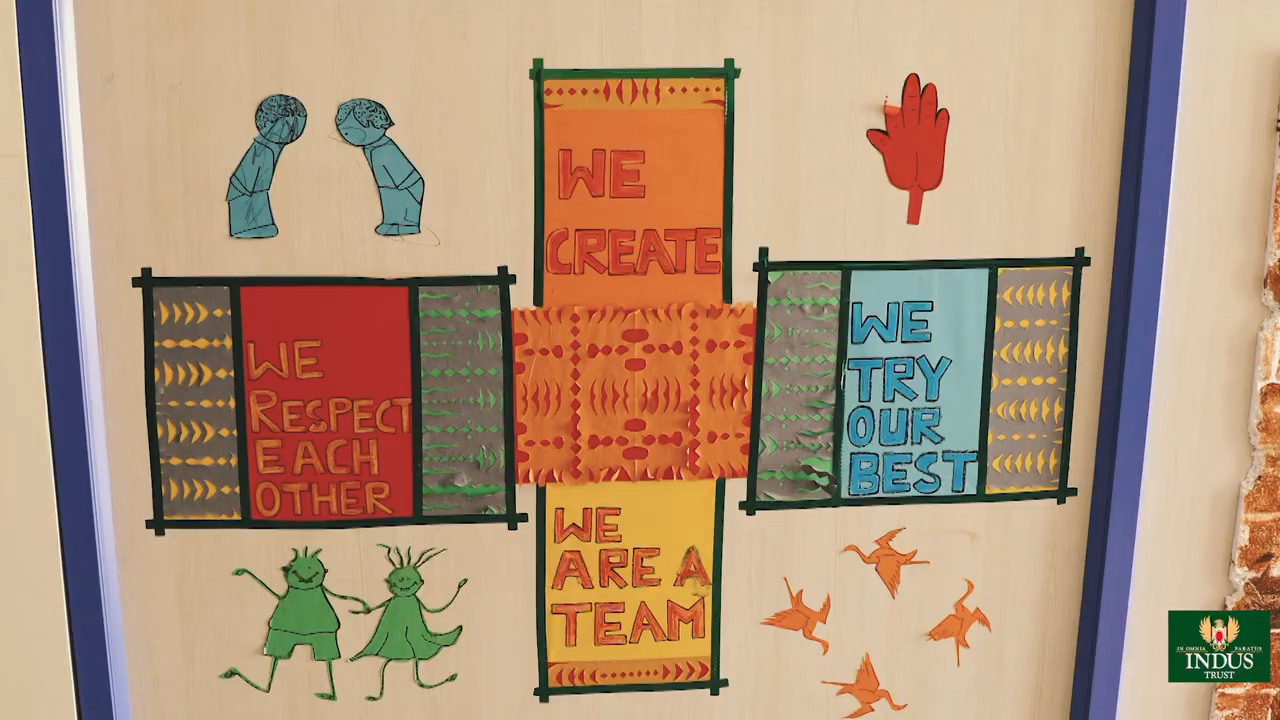 WE
CREATE
WE
RESPECT
EACH
OTHER
WE
TRY
OUR
BEST
WE
ARE A
TEAM
IN OMNIA PARATUS
INDUS
TRUST